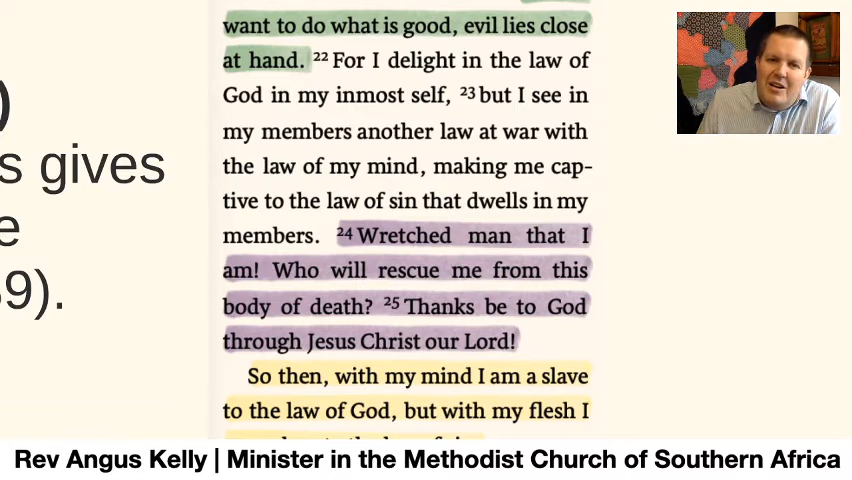 )
s gives
e
9).
want to do what is good, evil lies close
at hand. 22 For I delight in the law of
God in my inmost self, 23 but I see in
my members another law at war with
the law of my mind, making me cap-
tive to the law of sin that dwells in my
members. 24 Wretched man that I
am! Who will rescue me from this
body of death? 25 Thanks be to God
through Jesus Christ our Lord!
So then, with my mind I am a slave
to the law of God, but with my flesh I
Rev Angus Kelly | Minister in the Methodist Church of Southern Africa